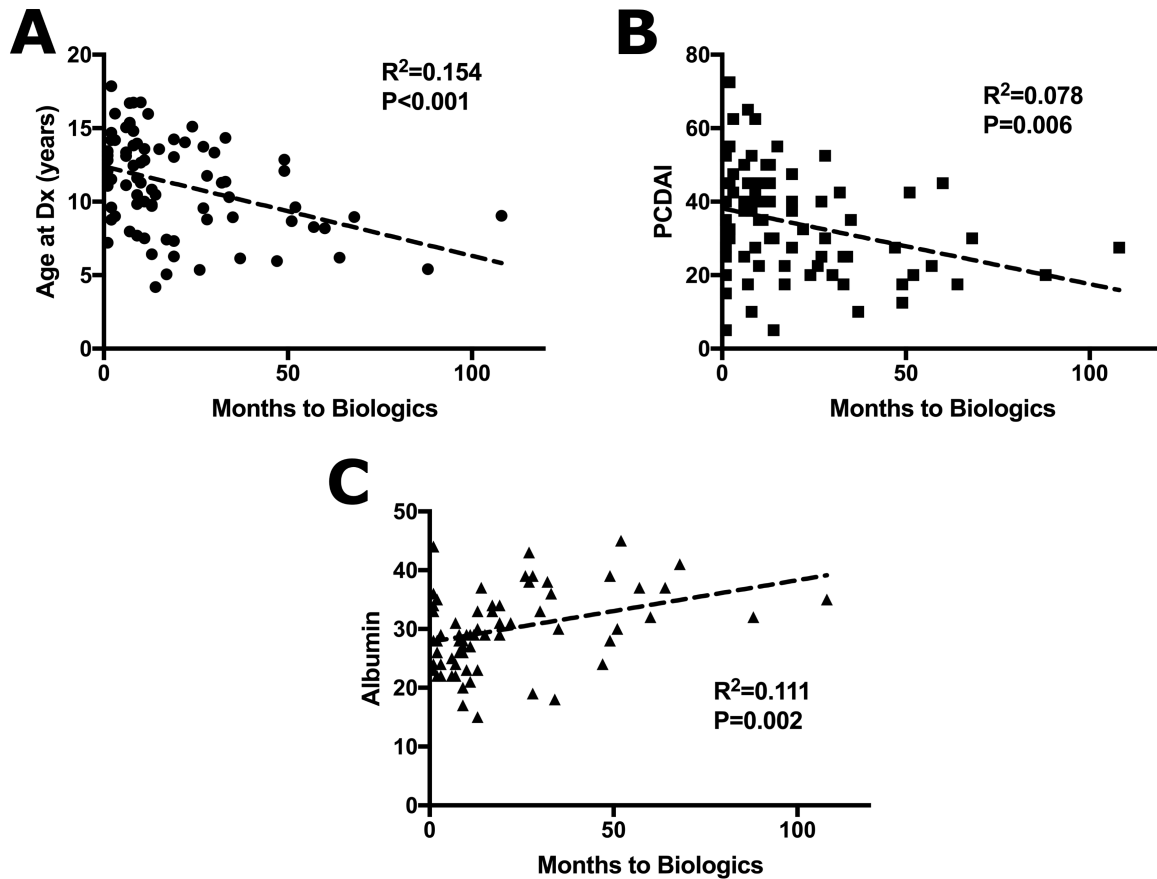 A
20
15
10
5
0
Age at Dx (years)
R²=0.154
P<0.001
0 50 100
Months to Biologics
B
80
60
40
20
0
PCDAI
R²=0.078
P=0.006
0 50 100
Months to Biologics
C
50
40
30
20
10
0
Albumin
R²=0.111
P=0.002
0 50 100
Months to Biologics